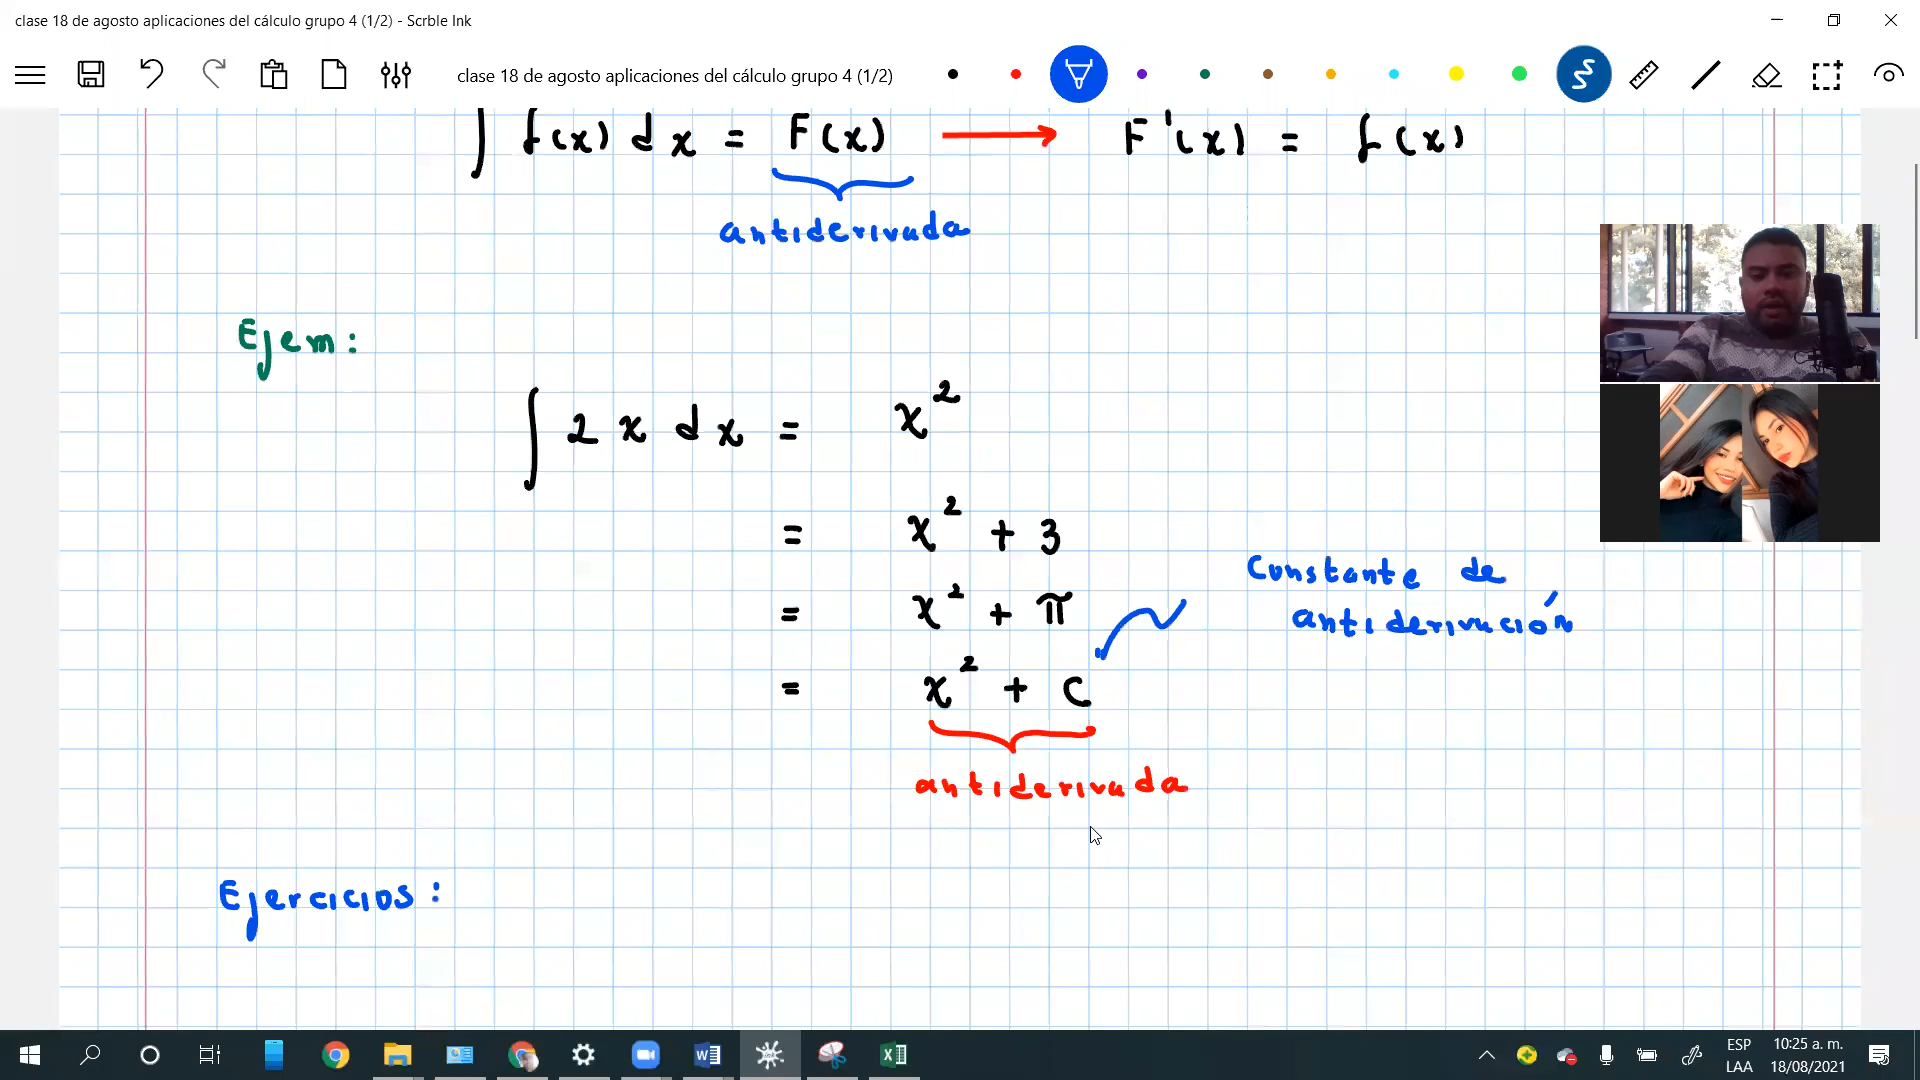 clase 18 de agosto aplicaciones del cálculo grupo 4 (1/2) - Scrble Ink
clase 18 de agosto aplicaciones del cálculo grupo 4 (1/2)
∫ f(x) dx = F(x) → F'(x) = f(x)
antiderivada
Ejem:
∫ 2x dx = x²
= x² + 3
= x² + π
= x² + C
Constante de
antiderivación
antiderivada
Ejercicios:
ESP
LAA
10:25 a. m.
18/08/2021